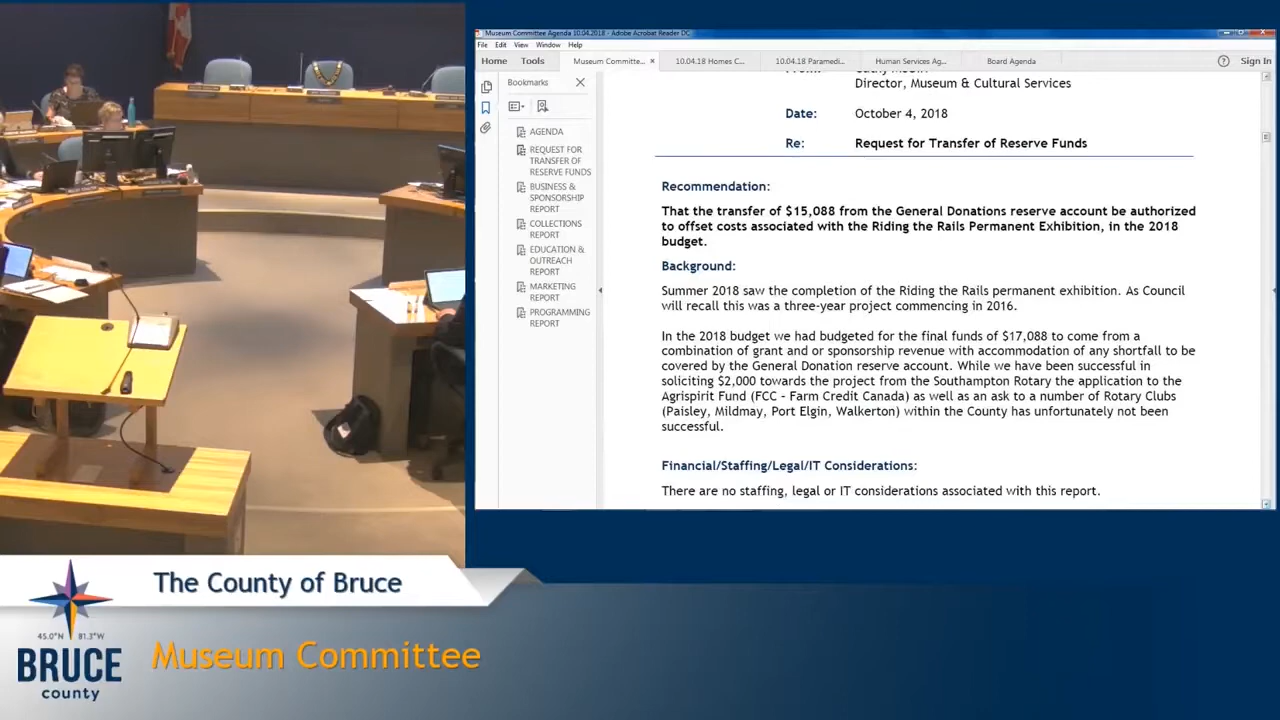 Museum Committee Agenda 10.04.2018 - Adobe Acrobat Reader DC
File Edit View Window Help
Home Tools Museum Committe... × 10.04.18 Homes C... 10.04.18 Paramedi... Human Services Ag... Board Agenda Sign In
Bookmarks
AGENDA
REQUEST FOR
TRANSFER OF
RESERVE FUNDS
BUSINESS &
SPONSORSHIP
REPORT
COLLECTIONS
REPORT
EDUCATION &
OUTREACH
REPORT
MARKETING
REPORT
PROGRAMMING
REPORT
Director, Museum & Cultural Services
Date: October 4, 2018
Re: Request for Transfer of Reserve Funds
Recommendation:
That the transfer of $15,088 from the General Donations reserve account be authorized
to offset costs associated with the Riding the Rails Permanent Exhibition, in the 2018
budget.
Background:
Summer 2018 saw the completion of the Riding the Rails permanent exhibition. As Council
will recall this was a three-year project commencing in 2016.
In the 2018 budget we had budgeted for the final funds of $17,088 to come from a
combination of grant and or sponsorship revenue with accommodation of any shortfall to be
covered by the General Donation reserve account. While we have been successful in
soliciting $2,000 towards the project from the Southampton Rotary the application to the
Agrispirit Fund (FCC – Farm Credit Canada) as well as an ask to a number of Rotary Clubs
(Paisley, Mildmay, Port Elgin, Walkerton) within the County has unfortunately not been
successful.
Financial/Staffing/Legal/IT Considerations:
There are no staffing, legal or IT considerations associated with this report.
The County of Bruce
45.0°N 81.3°W
BRUCE
county
Museum Committee